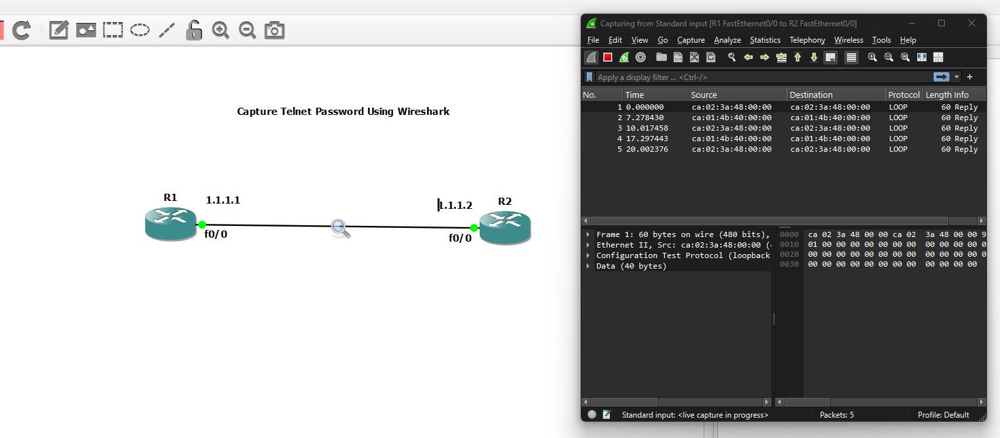 Capturing from Standard input [R1 FastEthernet0/0 to R2 FastEthernet0/0]
File Edit View Go Capture Analyze Statistics Telephony Wireless Tools Help
Apply a display filter ... <Ctrl-/>
No. Time Source Destination Protocol Length Info
1 0.000000 ca:02:3a:48:00:00 ca:02:3a:48:00:00 LOOP 60 Reply
2 7.278430 ca:01:4b:40:00:00 ca:01:4b:40:00:00 LOOP 60 Reply
3 10.017458 ca:02:3a:48:00:00 ca:02:3a:48:00:00 LOOP 60 Reply
4 17.297443 ca:01:4b:40:00:00 ca:01:4b:40:00:00 LOOP 60 Reply
5 20.002376 ca:02:3a:48:00:00 ca:02:3a:48:00:00 LOOP 60 Reply
Capture Telnet Password Using Wireshark
R1
1.1.1.1
f0/0
1.1.1.2
R2
f0/0
Frame 1: 60 bytes on wire (480 bits),
Ethernet II, Src: ca:02:3a:48:00:00 (
Configuration Test Protocol (loopback
Data (40 bytes)
0000 ca 02 3a 48 00 00 ca 02 3a 48 00 00 9
0010 01 00 00 00 00 00 00 00 00 00 00 00 0
0020 00 00 00 00 00 00 00 00 00 00 00 00 0
0030 00 00 00 00 00 00 00 00 00 00 00 00
Standard input: <live capture in progress>
Packets: 5
Profile: Default